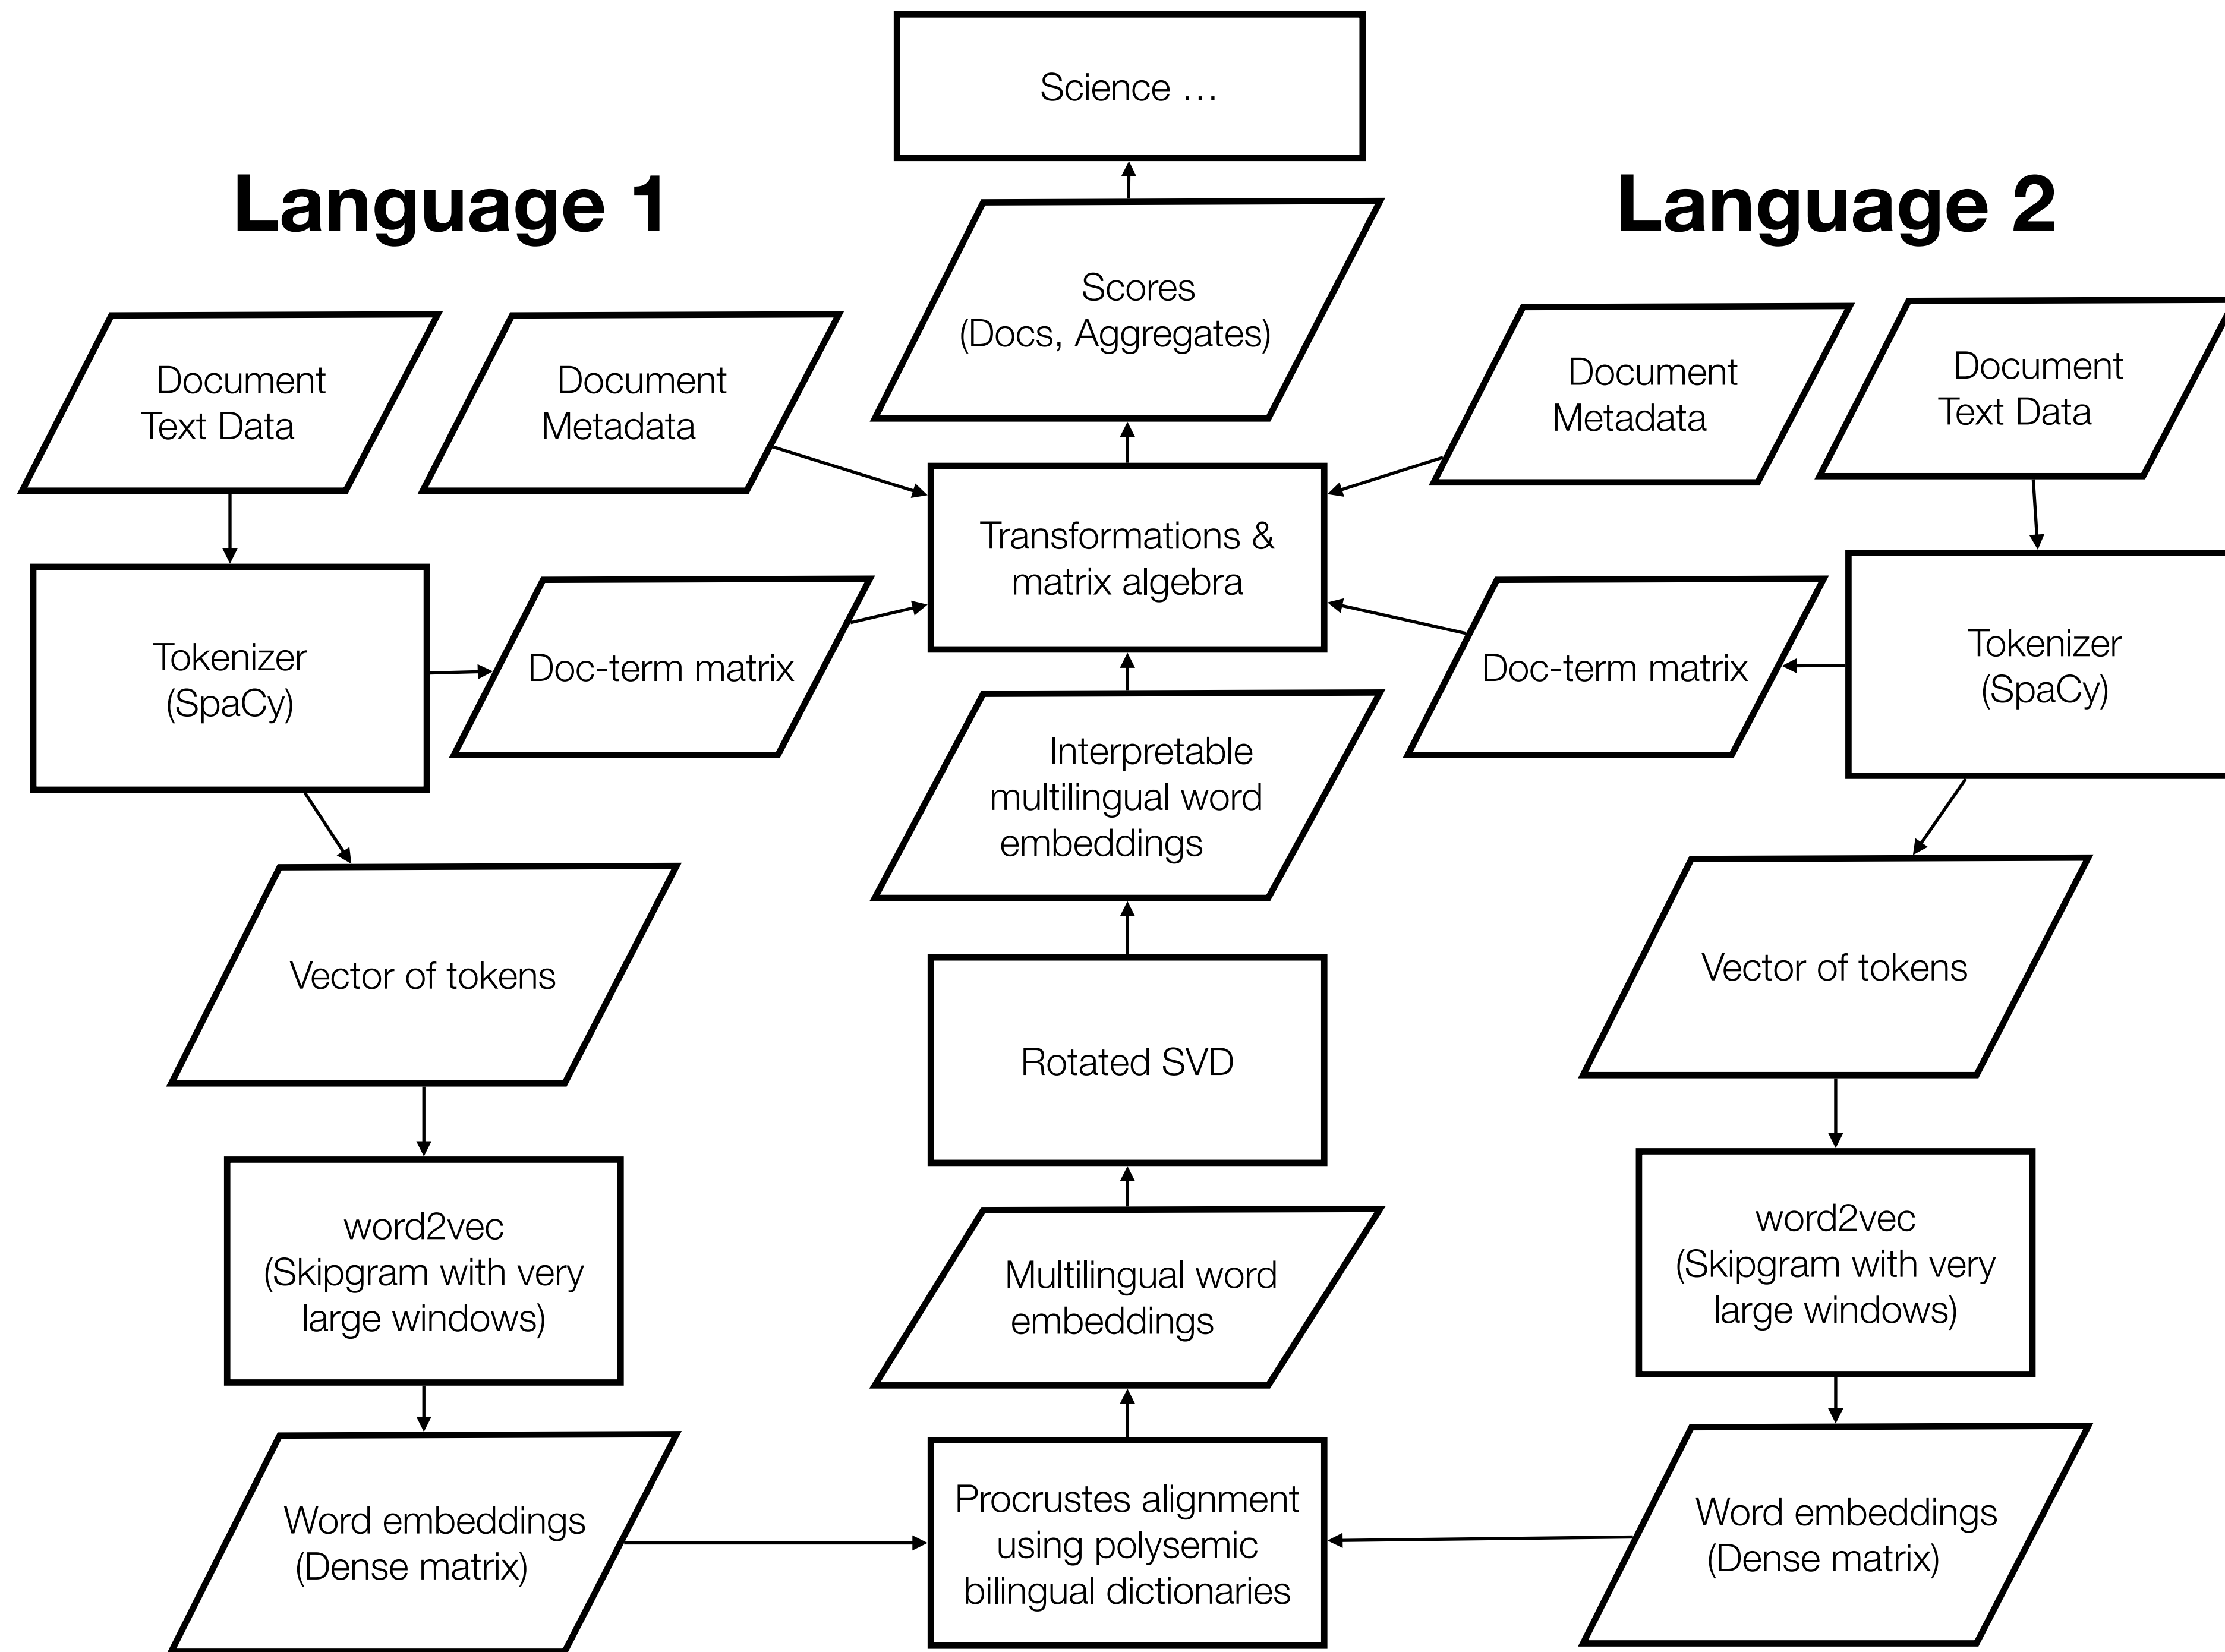 Science …
Language 1
Language 2
Scores
(Docs, Aggregates)
Document
Text Data
Document
Metadata
Document
Metadata
Document
Text Data
Transformations &
matrix algebra
Tokenizer
(SpaCy)
Doc-term matrix
Doc-term matrix
Tokenizer
(SpaCy)
Interpretable
multilingual word
embeddings
Vector of tokens
Vector of tokens
Rotated SVD
word2vec
(Skipgram with very
large windows)
Multilingual word
embeddings
word2vec
(Skipgram with very
large windows)
Word embeddings
(Dense matrix)
Procrustes alignment
using polysemic
bilingual dictionaries
Word embeddings
(Dense matrix)